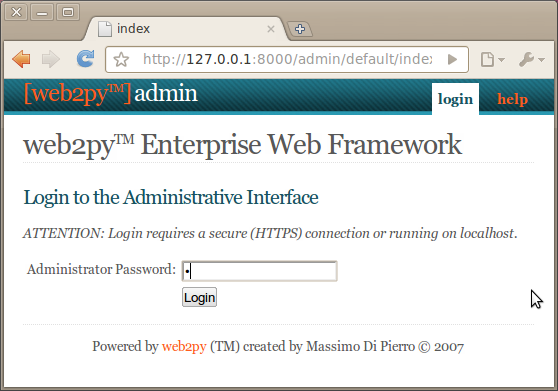 index
http://127.0.0.1:8000/admin/default/index
[web2py™] admin
login
help
web2py™ Enterprise Web Framework
Login to the Administrative Interface
ATTENTION: Login requires a secure (HTTPS) connection or running on localhost.
Administrator Password: •
Login
Powered by web2py (TM) created by Massimo Di Pierro © 2007